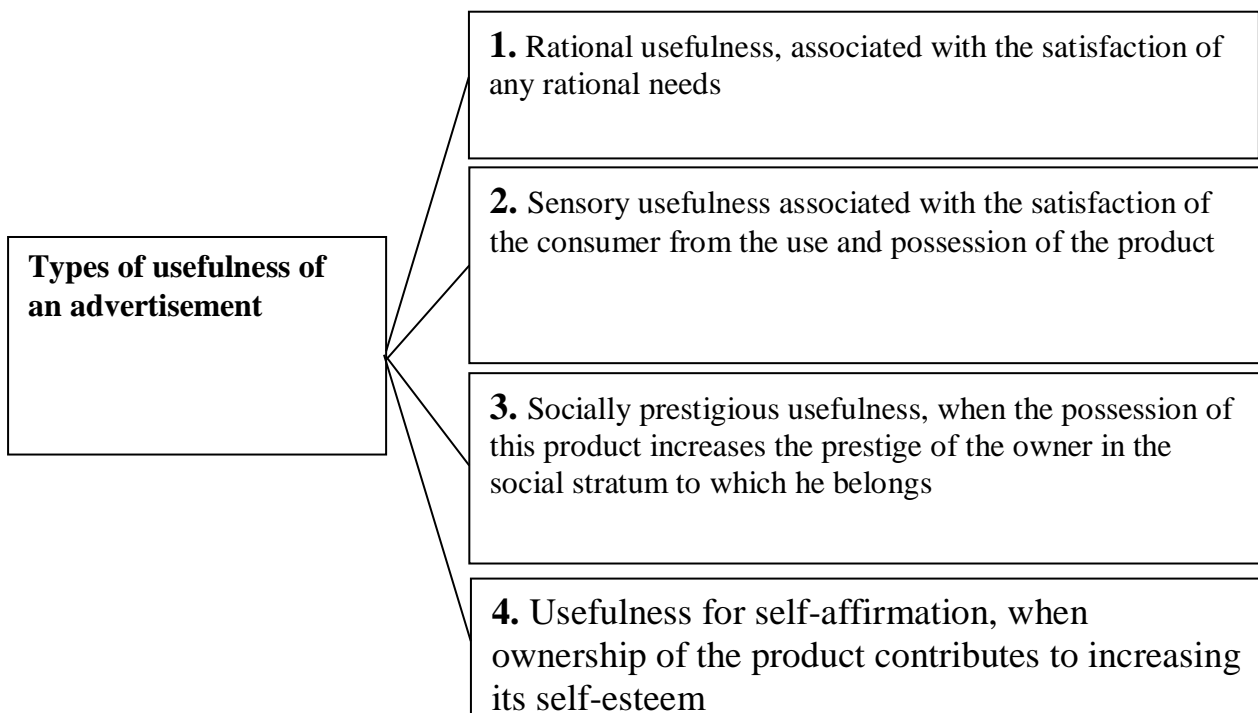 Types of usefulness of
an advertisement
1. Rational usefulness, associated with the satisfaction of
any rational needs
2. Sensory usefulness associated with the satisfaction of
the consumer from the use and possession of the product
3. Socially prestigious usefulness, when the possession of
this product increases the prestige of the owner in the
social stratum to which he belongs
4. Usefulness for self-affirmation, when
ownership of the product contributes to increasing
its self-esteem